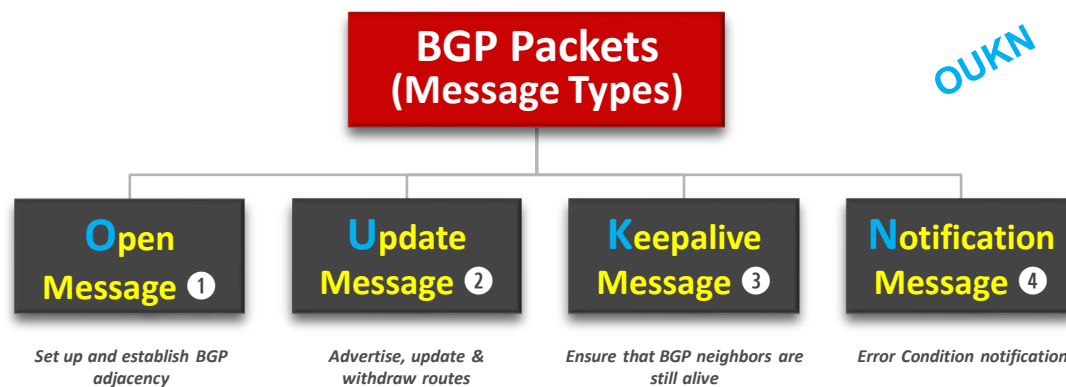 BGP Packets
(Message Types)
OUKN
Open
Message 1
Update
Message 2
Keepalive
Message 3
Notification
Message 4
Set up and establish BGP
adjacency
Advertise, update &
withdraw routes
Ensure that BGP neighbors are
still alive
Error Condition notification